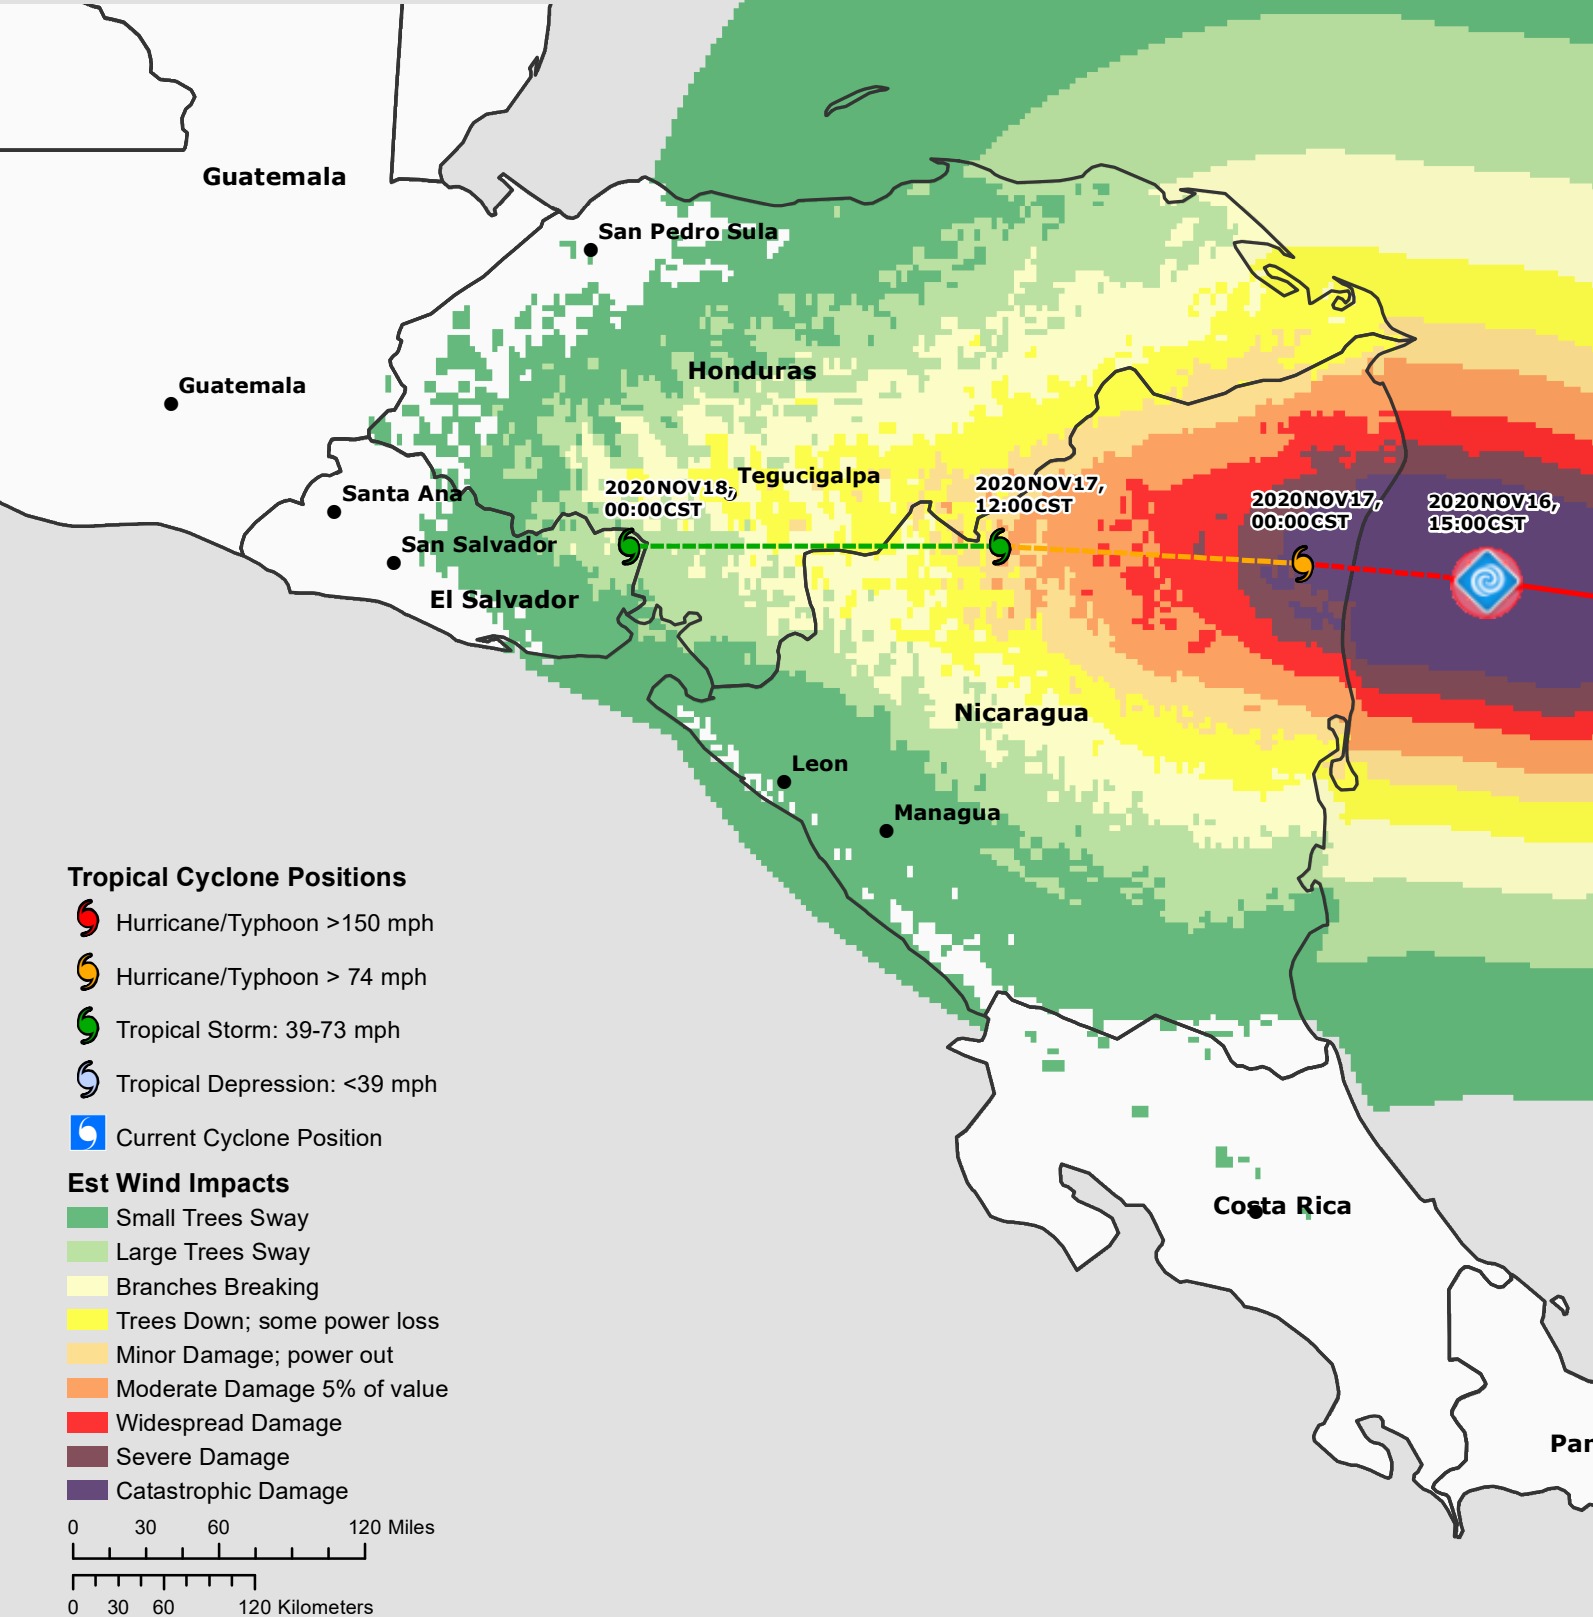 Guatemala
San Pedro Sula
Honduras
Guatemala
Tegucigalpa
2020NOV18,
00:00CST
2020NOV17,
12:00CST
2020NOV17,
00:00CST
2020NOV16,
15:00CST
Santa Ana
San Salvador
El Salvador
Nicaragua
Leon
Managua
Costa Rica
Par
Tropical Cyclone Positions
Hurricane/Typhoon >150 mph
Hurricane/Typhoon > 74 mph
Tropical Storm: 39-73 mph
Tropical Depression: <39 mph
Current Cyclone Position
Est Wind Impacts
Small Trees Sway
Large Trees Sway
Branches Breaking
Trees Down; some power loss
Minor Damage; power out
Moderate Damage 5% of value
Widespread Damage
Severe Damage
Catastrophic Damage
0 30 60 120 Miles
0 30 60 120 Kilometers